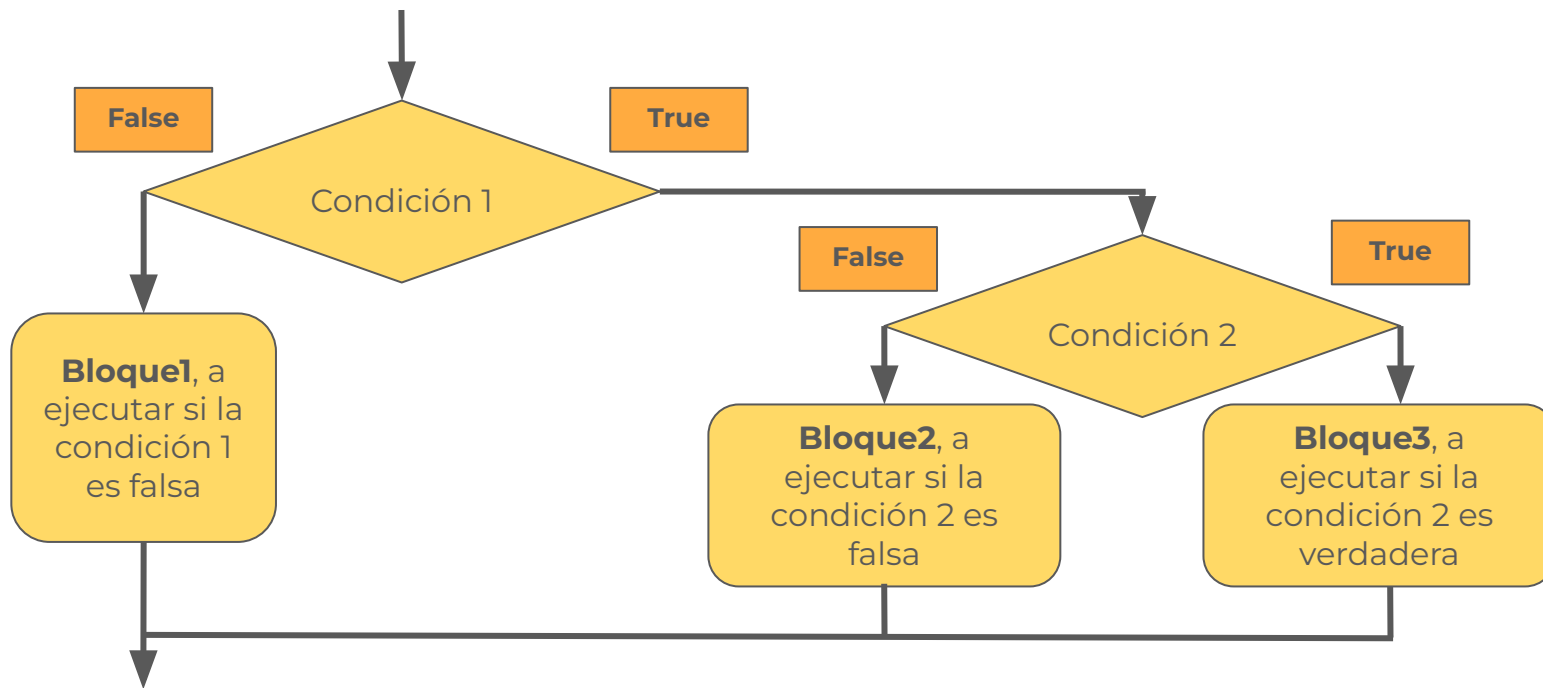 False
True
Condición 1
False
True
Condición 2
Bloque1, a
ejecutar si la
condición 1
es falsa
Bloque2, a
ejecutar si la
condición 2 es
falsa
Bloque3, a
ejecutar si la
condición 2 es
verdadera